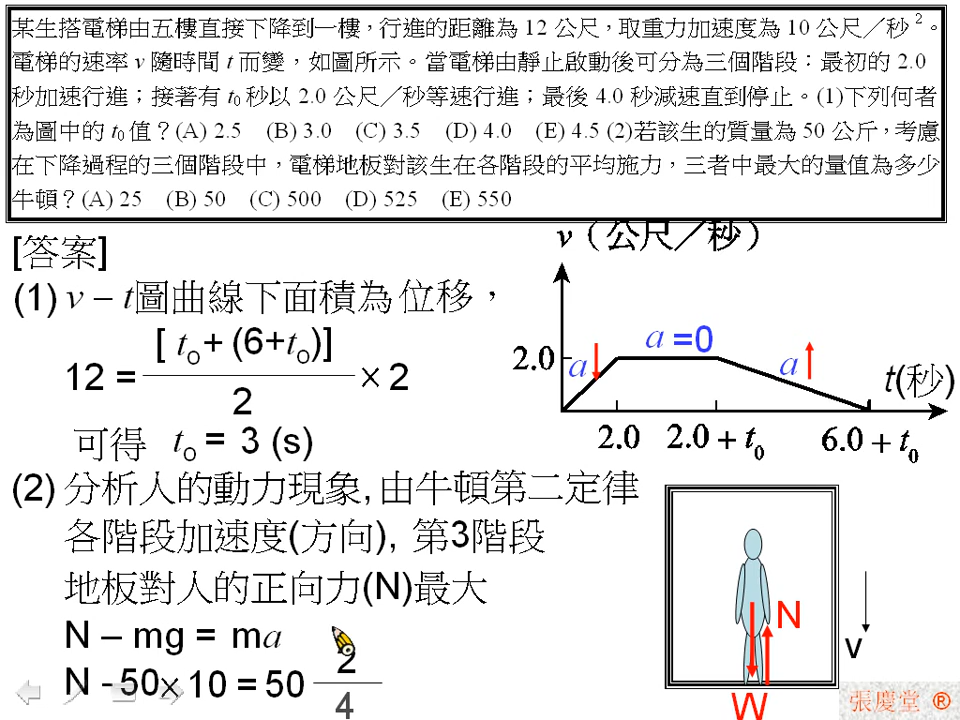 某生搭電梯由五樓直接下降到一樓，行進的距離為 12 公尺，取重力加速度為 10 公尺／秒²。
電梯的速率 v 隨時間 t 而變，如圖所示。當電梯由靜止啟動後可分為三個階段：最初的 2.0
秒加速行進；接著有 t₀ 秒以 2.0 公尺／秒等速行進；最後 4.0 秒減速直到停止。(1)下列何者
為圖中的 t₀ 值？(A) 2.5 (B) 3.0 (C) 3.5 (D) 4.0 (E) 4.5 (2)若該生的質量為 50 公斤，考慮
在下降過程的三個階段中，電梯地板對該生在各階段的平均施力，三者中最大的量值為多少
牛頓？(A) 25 (B) 50 (C) 500 (D) 525 (E) 550
[答案]
(1) v – t圖曲線下面積為位移，
[ t₀+ (6+t₀)]
12 = × 2
2
可得 t₀ = 3 (s)
(2) 分析人的動力現象, 由牛頓第二定律
各階段加速度(方向), 第3階段
地板對人的正向力(N)最大
N – mg = ma
2
N - 50× 10 = 50
4
v（公尺／秒）
a =0
2.0
a
a
t(秒)
2.0
2.0 + t₀
6.0 + t₀
N
v
W
張慶堂 ®